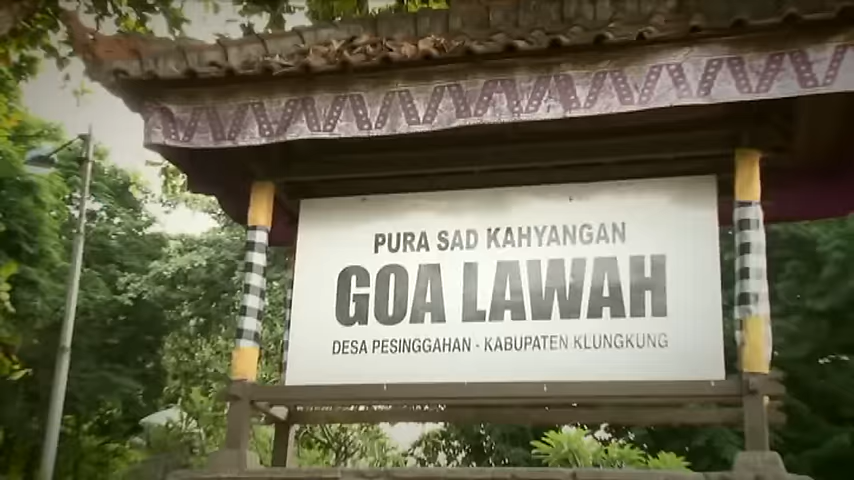 PURA SAD KAHYANGAN
GOA LAWAH
DESA PESINGGAHAN - KABUPATEN KLUNGKUNG